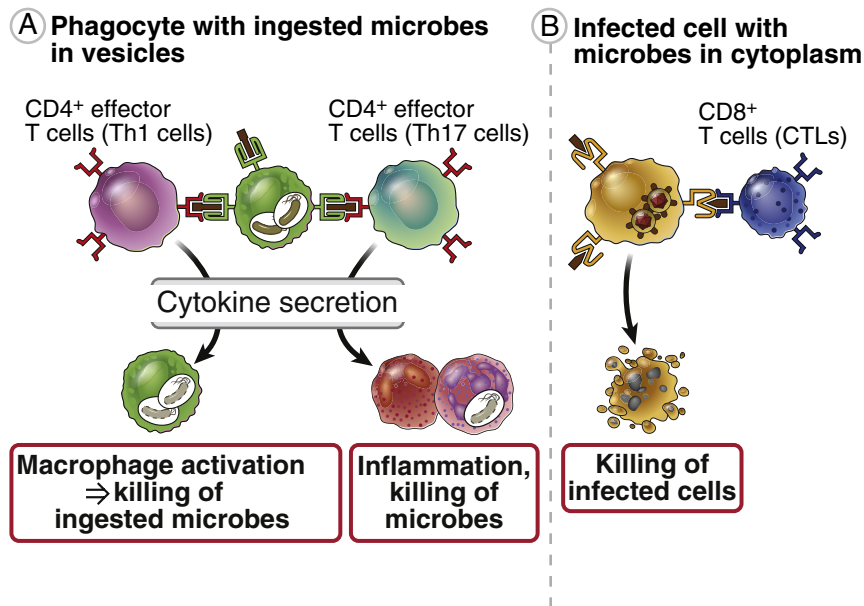 A Phagocyte with ingested microbes
in vesicles
CD4+ effector
T cells (Th1 cells)
CD4+ effector
T cells (Th17 cells)
Cytokine secretion
Macrophage activation
⇒killing of
ingested microbes
Inflammation,
killing of
microbes
B Infected cell with
microbes in cytoplasm
CD8+
T cells (CTLs)
Killing of
infected cells